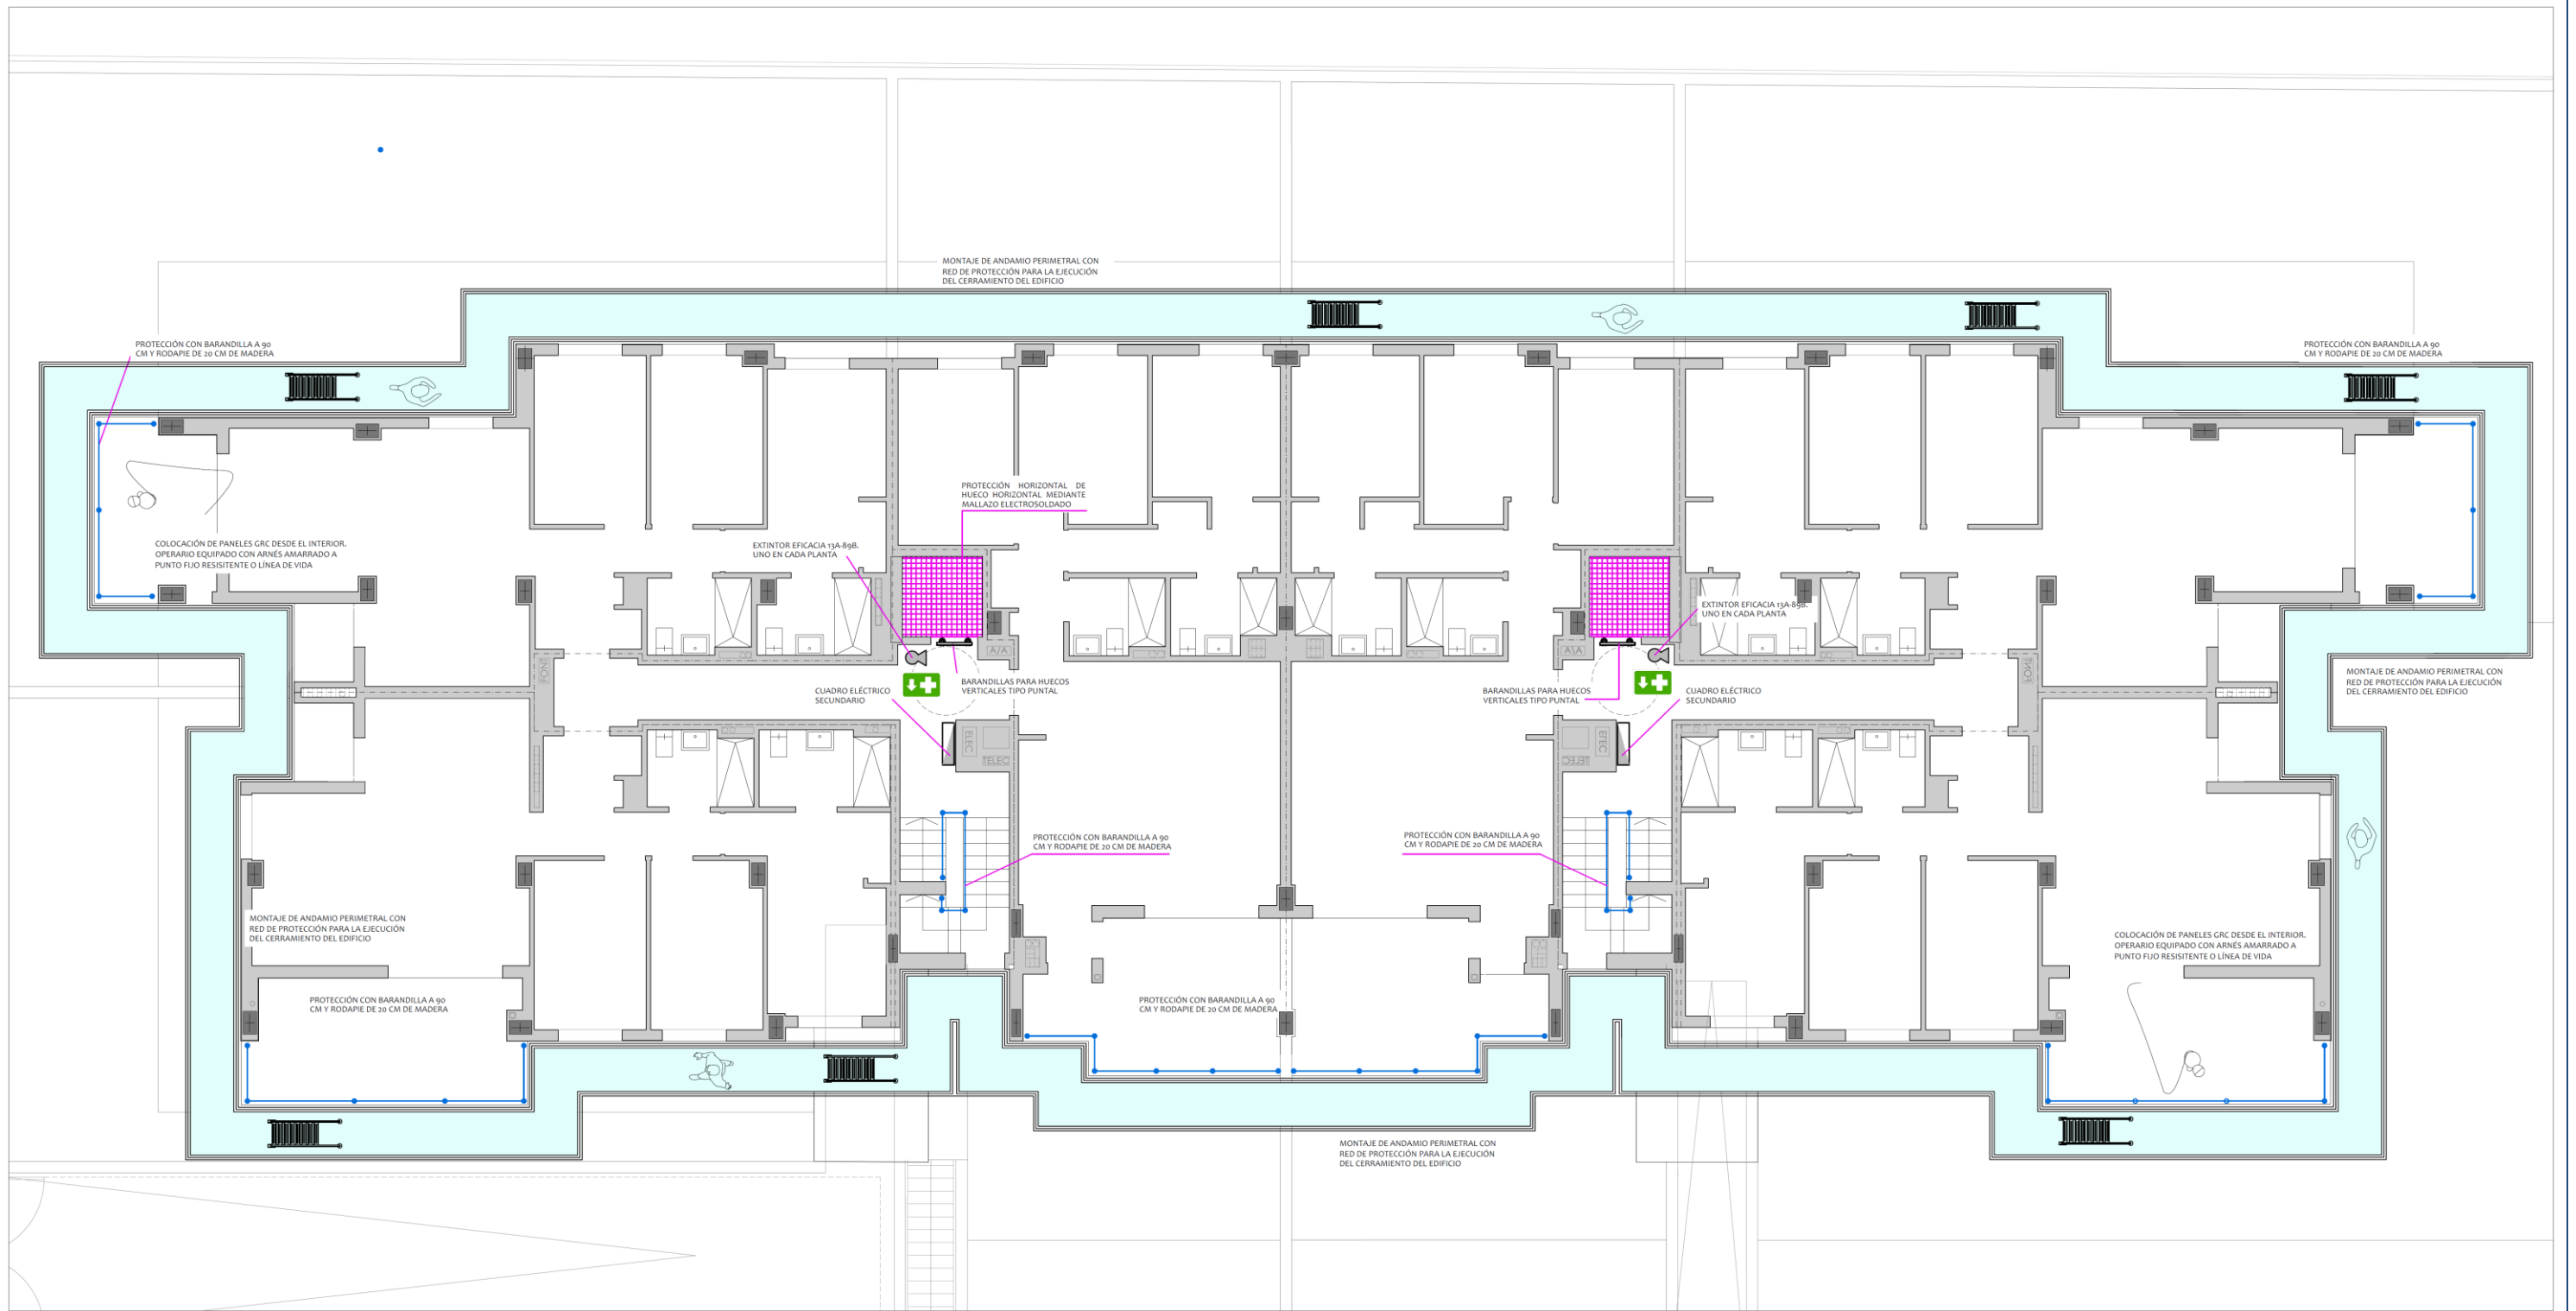 MONTAJE DE ANDAMIO PERIMETRAL CON
RED DE PROTECCIÓN PARA LA EJECUCIÓN
DEL CERRAMIENTO DEL EDIFICIO
PROTECCIÓN CON BARANDILLA A 90
CM Y RODAPIE DE 20 CM DE MADERA
PROTECCIÓN CON BARANDILLA A 90
CM Y RODAPIE DE 20 CM DE MADERA
PROTECCIÓN HORIZONTAL DE
HUECO HORIZONTAL MEDIANTE
MALLAZO ELECTROSOLDADO
COLOCACIÓN DE PANELES GRC DESDE EL INTERIOR.
OPERARIO EQUIPADO CON ARNÉS AMARRADO A
PUNTO FIJO RESISITENTE O LÍNEA DE VIDA
EXTINTOR EFICACIA 13A-89B.
UNO EN CADA PLANTA
EXTINTOR EFICACIA 13A-89B.
UNO EN CADA PLANTA
A/A
A/A
FONT
FONT
BARANDILLAS PARA HUECOS
VERTICALES TIPO PUNTAL
CUADRO ELÉCTRICO
SECUNDARIO
BARANDILLAS PARA HUECOS
VERTICALES TIPO PUNTAL
CUADRO ELÉCTRICO
SECUNDARIO
MONTAJE DE ANDAMIO PERIMETRAL CON
RED DE PROTECCIÓN PARA LA EJECUCIÓN
DEL CERRAMIENTO DEL EDIFICIO
ELEC
TELEC
ELEC
TELEC
PROTECCIÓN CON BARANDILLA A 90
CM Y RODAPIE DE 20 CM DE MADERA
PROTECCIÓN CON BARANDILLA A 90
CM Y RODAPIE DE 20 CM DE MADERA
MONTAJE DE ANDAMIO PERIMETRAL CON
RED DE PROTECCIÓN PARA LA EJECUCIÓN
DEL CERRAMIENTO DEL EDIFICIO
COLOCACIÓN DE PANELES GRC DESDE EL INTERIOR.
OPERARIO EQUIPADO CON ARNÉS AMARRADO A
PUNTO FIJO RESISITENTE O LÍNEA DE VIDA
PROTECCIÓN CON BARANDILLA A 90
CM Y RODAPIE DE 20 CM DE MADERA
PROTECCIÓN CON BARANDILLA A 90
CM Y RODAPIE DE 20 CM DE MADERA
MONTAJE DE ANDAMIO PERIMETRAL CON
RED DE PROTECCIÓN PARA LA EJECUCIÓN
DEL CERRAMIENTO DEL EDIFICIO